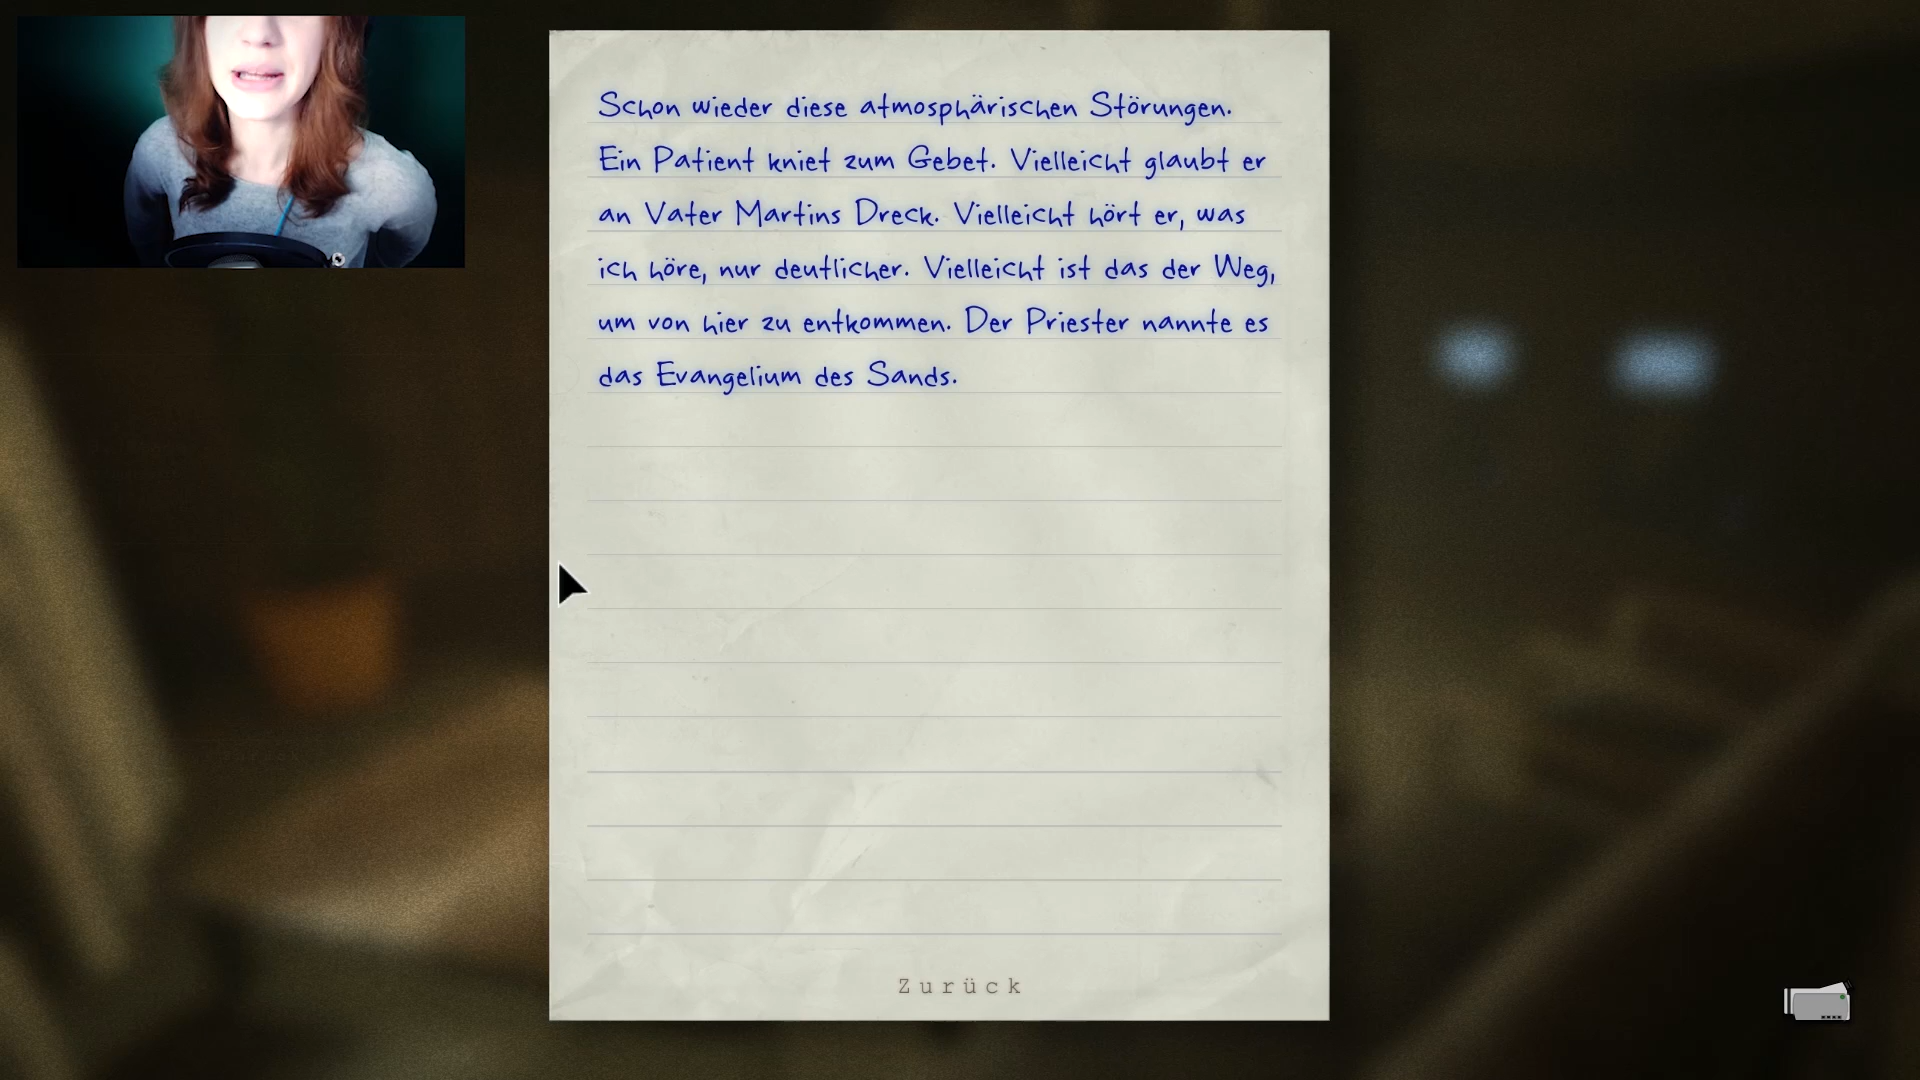 Schon wieder diese atmosphärischen Störungen.
Ein Patient kniet zum Gebet. Vielleicht glaubt er
an Vater Martins Dreck. Vielleicht hört er, was
ich höre, nur deutlicher. Vielleicht ist das der Weg,
um von hier zu entkommen. Der Priester nannte es
das Evangelium des Sands.
Zurück